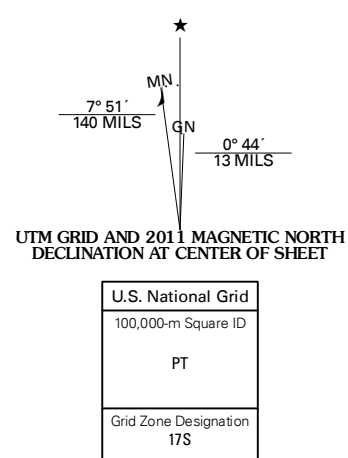 ★
MN
7° 51´
140 MILS
GN
0° 44´
13 MILS
UTM GRID AND 2011 MAGNETIC NORTH
DECLINATION AT CENTER OF SHEET
U.S. National Grid
100,000-m Square ID
PT
Grid Zone Designation
17S